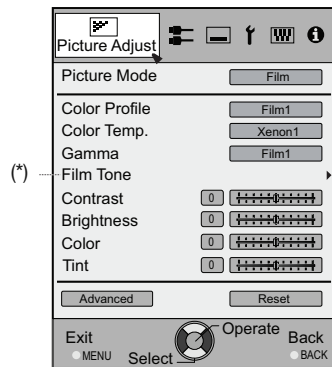 Picture Adjust
Picture Mode Film
Color Profile Film1
Color Temp. Xenon1
Gamma Film1
(*) Film Tone
Contrast 0
Brightness 0
Color 0
Tint 0
Advanced Reset
Exit Operate Back
MENU Select BACK